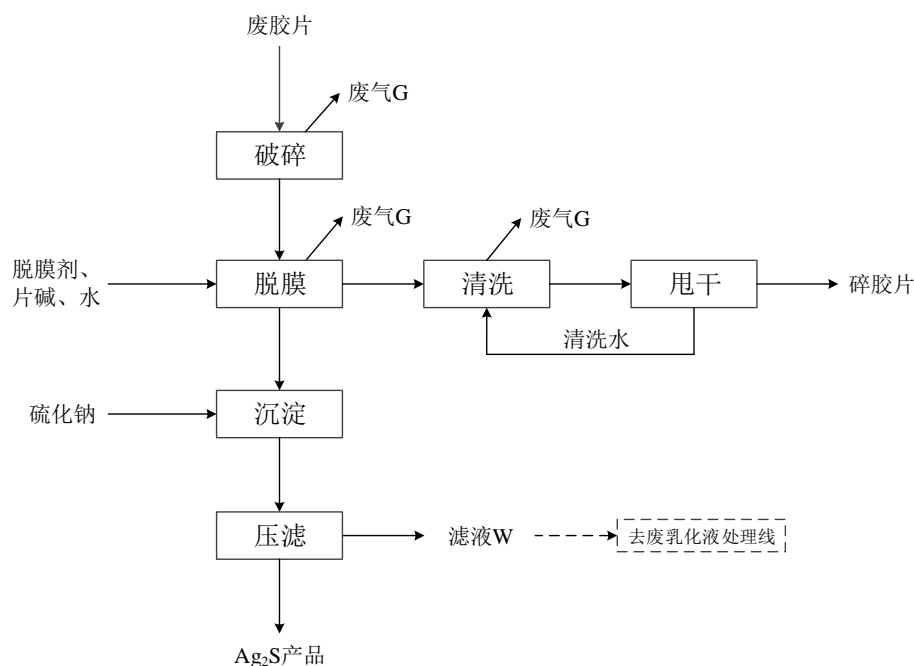 废胶片
废气G
破碎
废气G
废气G
脱膜剂、
片碱、水
脱膜
清洗
甩干
碎胶片
清洗水
硫化钠
沉淀
压滤
滤液W
去废乳化液处理线
Ag₂S产品